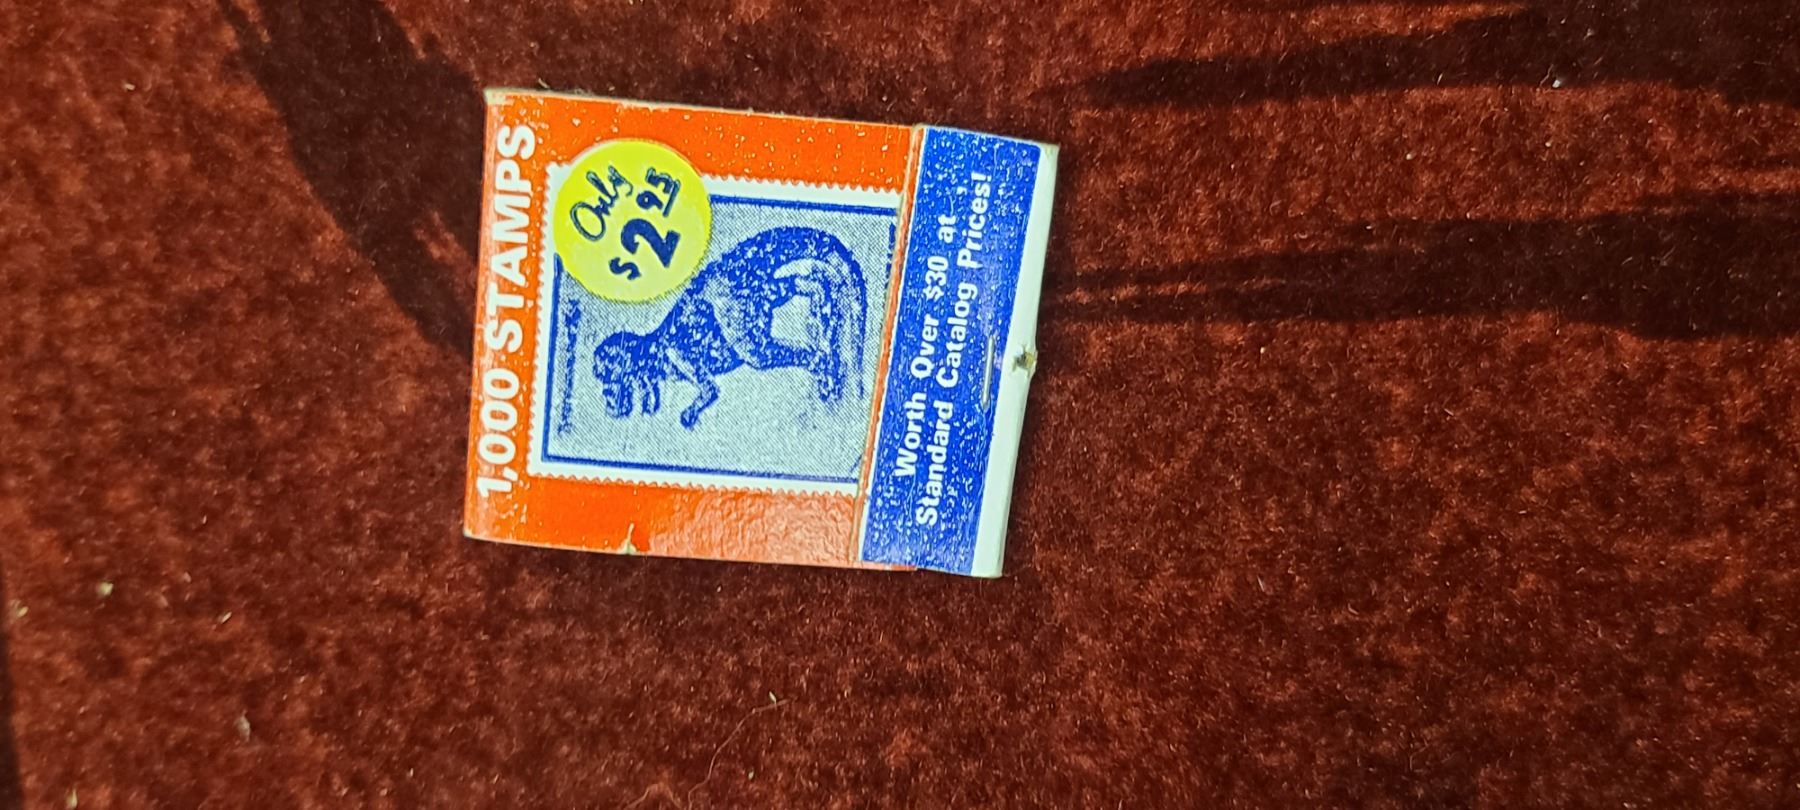 1,000 STAMPS
Only
$2.95
Worth Over $30 at
Standard Catalog Prices!